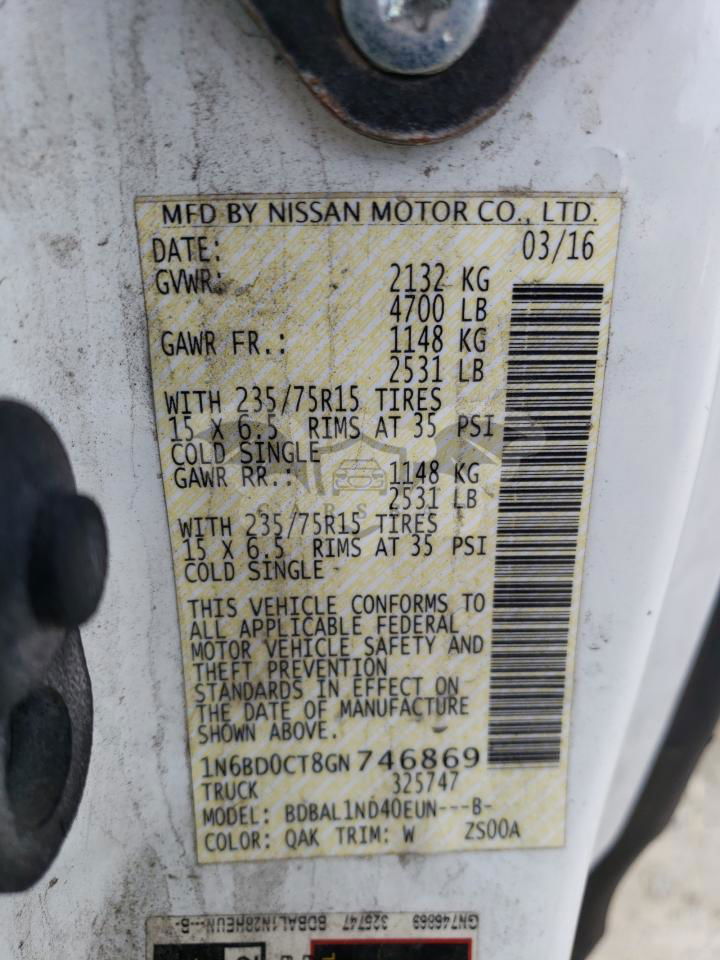 MFD BY NISSAN MOTOR CO., LTD.
DATE: 03/16
GVWR: 2132 KG
4700 LB
GAWR FR.: 1148 KG
2531 LB
WITH 235/75R15 TIRES
15 X 6.5 RIMS AT 35 PSI
COLD SINGLE
GAWR RR.: 1148 KG
2531 LB
WITH 235/75R15 TIRES
15 X 6.5 RIMS AT 35 PSI
COLD SINGLE
THIS VEHICLE CONFORMS TO
ALL APPLICABLE FEDERAL
MOTOR VEHICLE SAFETY AND
THEFT PREVENTION
STANDARDS IN EFFECT ON
THE DATE OF MANUFACTURE
SHOWN ABOVE.
1N6BD0CT8GN746869
TRUCK 325747
MODEL: BDBAL1ND40EUN---B-
COLOR: QAK TRIM: W ZS00A
GN746869 325747 BDBAL1N28HEUN---B-